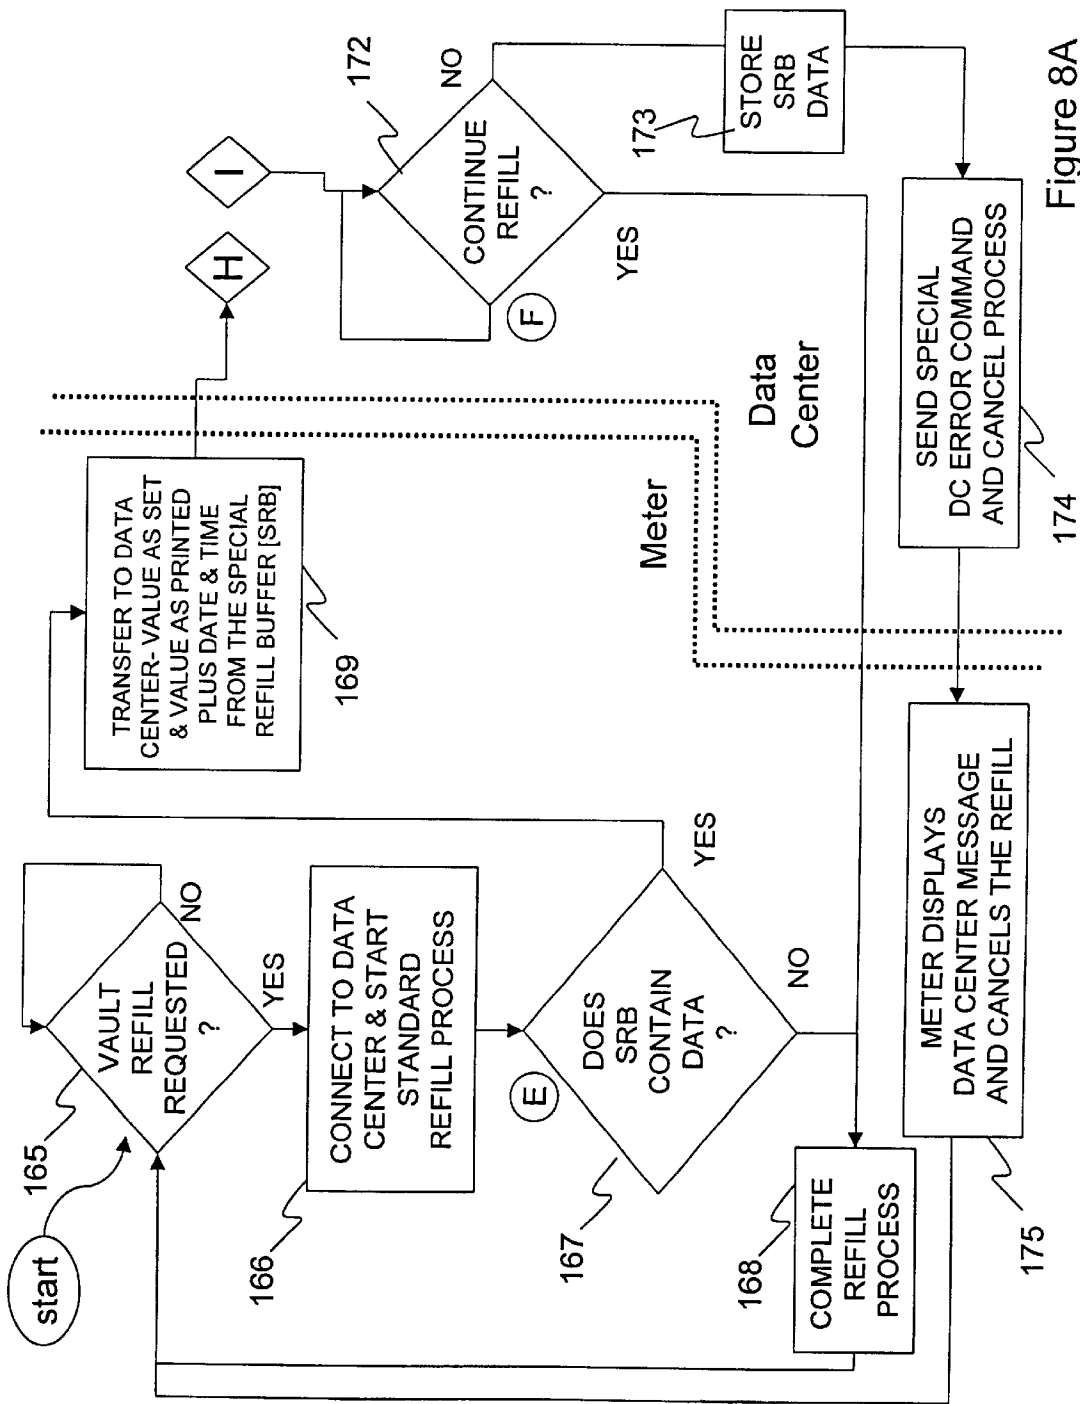 start
165
VAULT
REFILL
REQUESTED
?
NO
YES
166
CONNECT TO DATA
CENTER & START
STANDARD
REFILL PROCESS
E
167
DOES
SRB
CONTAIN
DATA
?
YES
NO
168
COMPLETE
REFILL
PROCESS
TRANSFER TO DATA
CENTER- VALUE AS SET
& VALUE AS PRINTED
PLUS DATE & TIME
FROM THE SPECIAL
REFILL BUFFER [SRB]
169
Meter
Data
Center
H
I
172
CONTINUE
REFILL
?
NO
YES
F
173
STORE
SRB
DATA
SEND SPECIAL
DC ERROR COMMAND
AND CANCEL PROCESS
174
METER DISPLAYS
DATA CENTER MESSAGE
AND CANCELS THE REFILL
175
Figure 8A